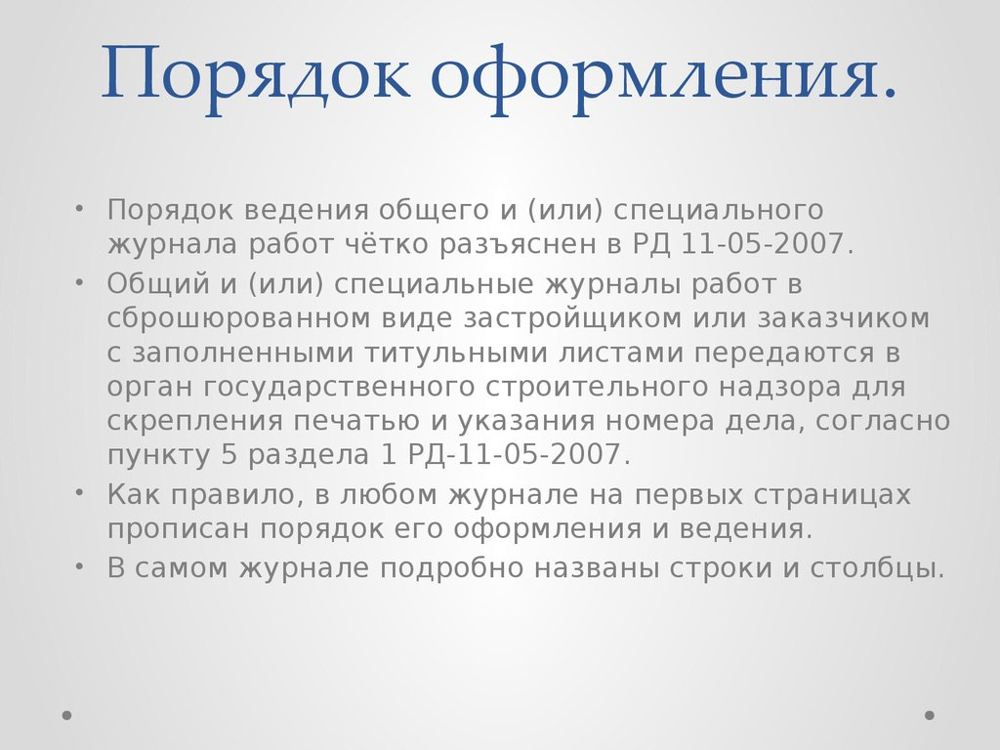 Порядок оформления.
• Порядок ведения общего и (или) специального
журнала работ чётко разъяснен в РД 11-05-2007.
• Общий и (или) специальные журналы работ в
сброшюрованном виде застройщиком или заказчиком
с заполненными титульными листами передаются в
орган государственного строительного надзора для
скрепления печатью и указания номера дела, согласно
пункту 5 раздела 1 РД-11-05-2007.
• Как правило, в любом журнале на первых страницах
прописан порядок его оформления и ведения.
• В самом журнале подробно названы строки и столбцы.